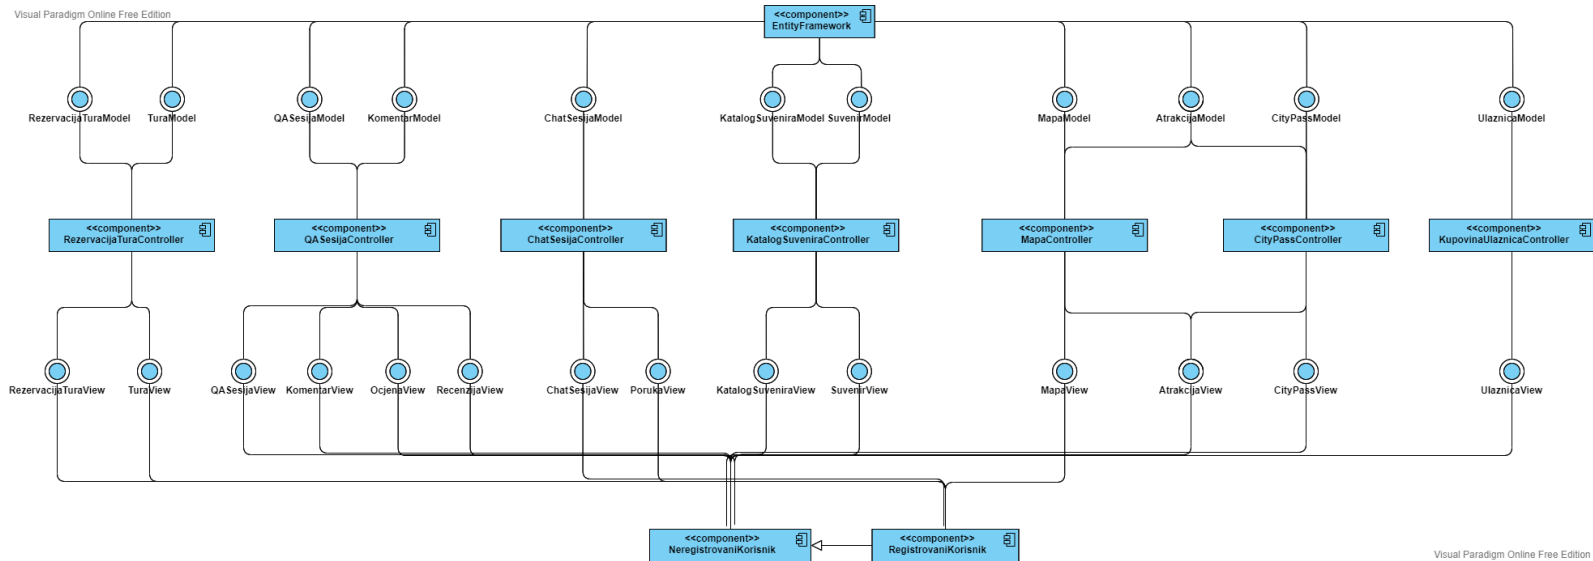 Visual Paradigm Online Free Edition
<<component>>
EntityFramework
RezervacijaTuraModel
TuraModel
QASesijaModel
KomentarModel
ChatSesijaModel
KatalogSuveniraModel
SuvenirModel
MapaModel
AtrakcijaModel
CityPassModel
UlaznicaModel
<<component>>
RezervacijaTuraController
<<component>>
QASesijaController
<<component>>
ChatSesijaController
<<component>>
KatalogSuveniraController
<<component>>
MapaController
<<component>>
CityPassController
<<component>>
KupovinaUlaznicaController
RezervacijaTuraView
TuraView
QASesijaView
KomentarView
OcjenaView
RecenzijaView
ChatSesijaView
PorukaView
KatalogSuveniraView
SuvenirView
MapaView
AtrakcijaView
CityPassView
UlaznicaView
<<component>>
NeregistrovaniKorisnik
<<component>>
RegistrovaniKorisnik
Visual Paradigm Online Free Edition